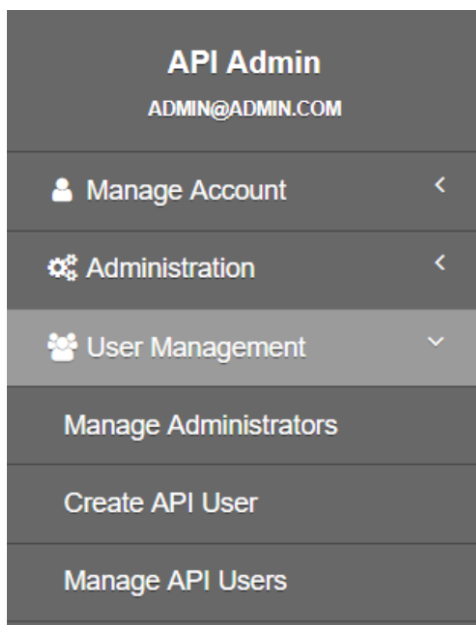 API Admin
ADMIN@ADMIN.COM
Manage Account
Administration
User Management
Manage Administrators
Create API User
Manage API Users